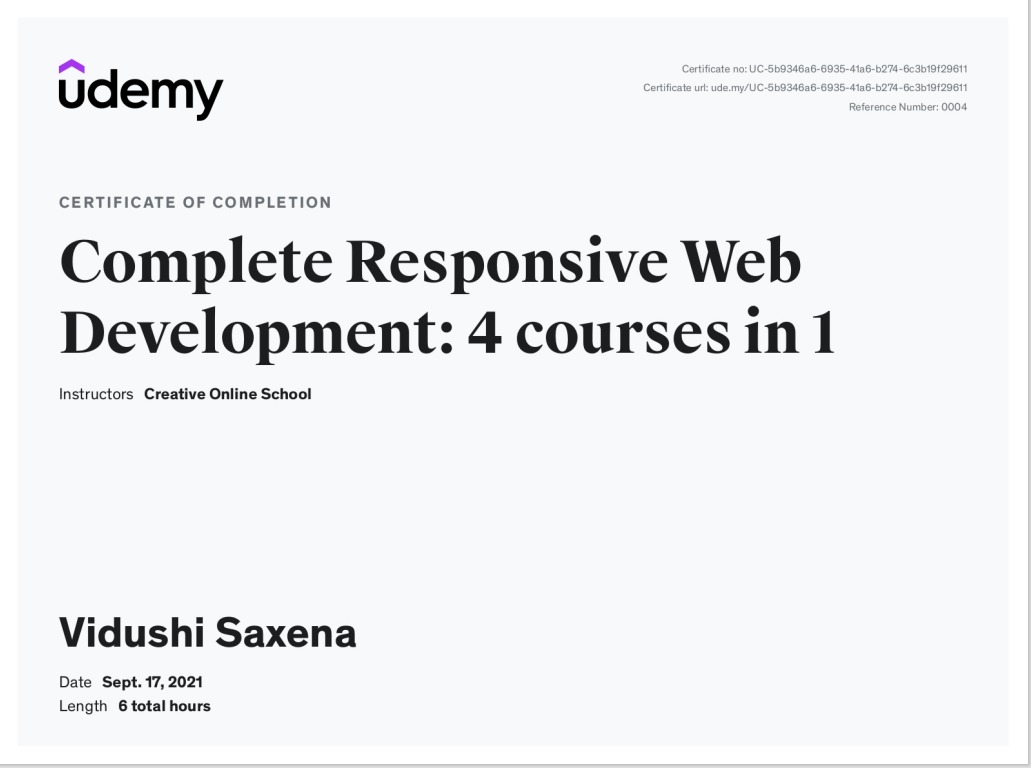 udemy
Certificate no: UC-5b9346a6-6935-41a6-b274-6c3b19f29611
Certificate url: ude.my/UC-5b9346a6-6935-41a6-b274-6c3b19f29611
Reference Number: 0004
CERTIFICATE OF COMPLETION
Complete Responsive Web
Development: 4 courses in 1
Instructors Creative Online School
Vidushi Saxena
Date Sept. 17, 2021
Length 6 total hours